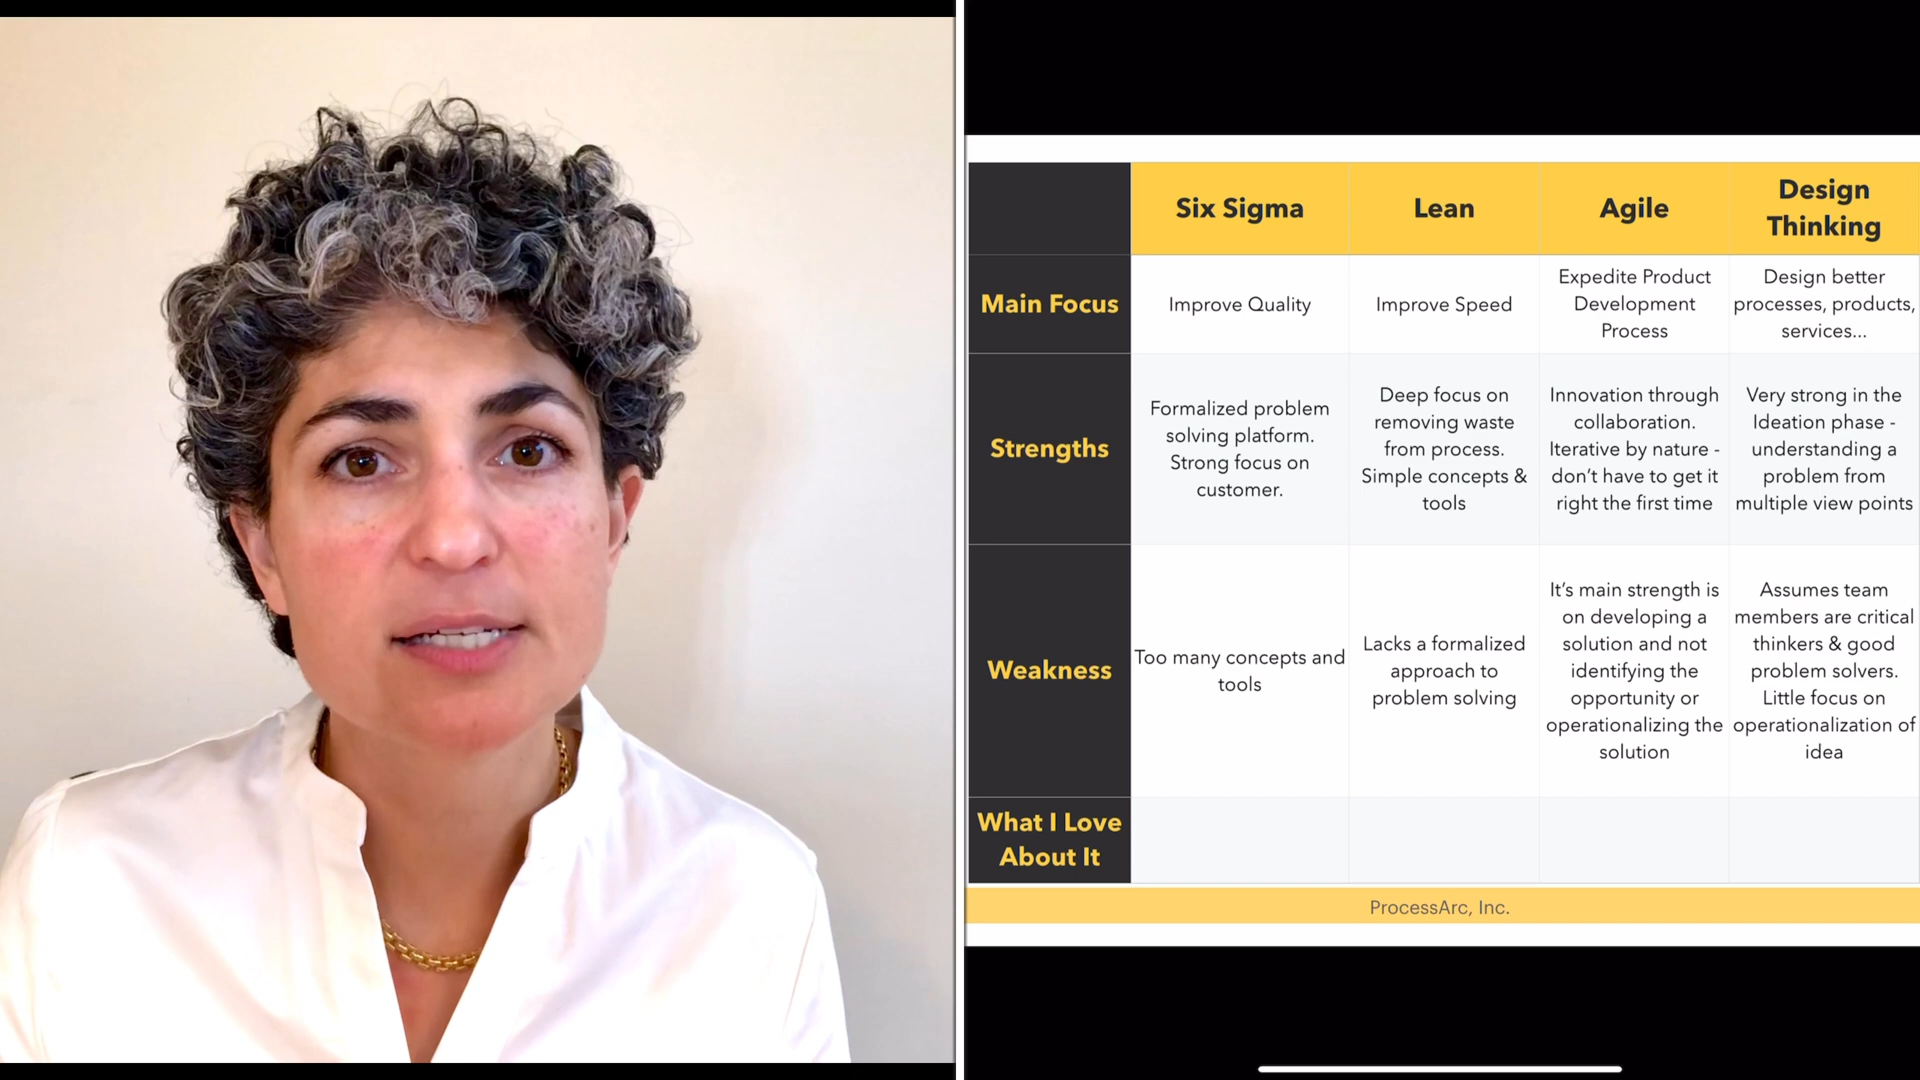 Six Sigma
Lean
Agile
Design
Thinking
Main Focus
Improve Quality
Improve Speed
Expedite Product
Development
Process
Design better
processes, products,
services...
Strengths
Formalized problem
solving platform.
Strong focus on
customer.
Deep focus on
removing waste
from process.
Simple concepts &
tools
Innovation through
collaboration.
Iterative by nature -
don’t have to get it
right the first time
Very strong in the
Ideation phase -
understanding a
problem from
multiple view points
Weakness
Too many concepts and
tools
Lacks a formalized
approach to
problem solving
It’s main strength is
on developing a
solution and not
identifying the
opportunity or
operationalizing the
solution
Assumes team
members are critical
thinkers & good
problem solvers.
Little focus on
operationalization of
idea
What I Love
About It
ProcessArc, Inc.